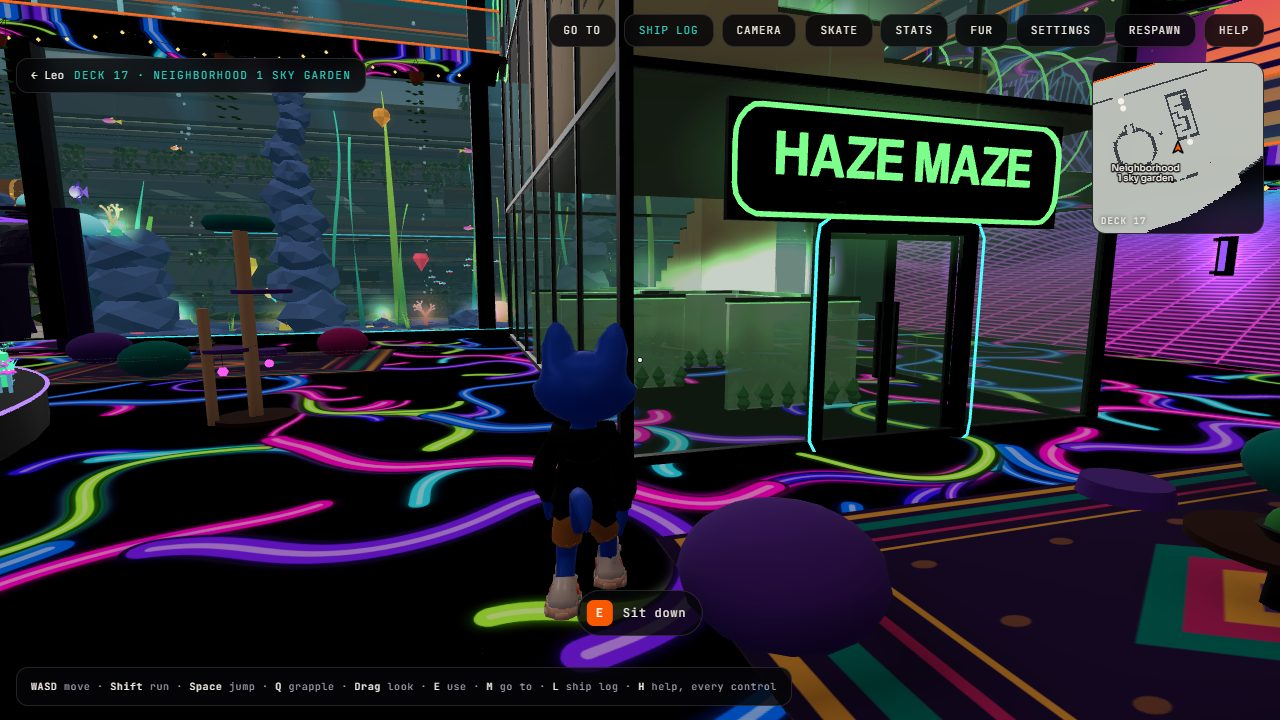 GO TO
SHIP LOG
CAMERA
SKATE
STATS
FUR
SETTINGS
RESPAWN
HELP
← Leo DECK 17 · NEIGHBORHOOD 1 SKY GARDEN
HAZE MAZE
Neighborhood
1 sky garden
DECK 17
E Sit down
WASD move · Shift run · Space jump · Q grapple · Drag look · E use · M go to · L ship log · H help, every control